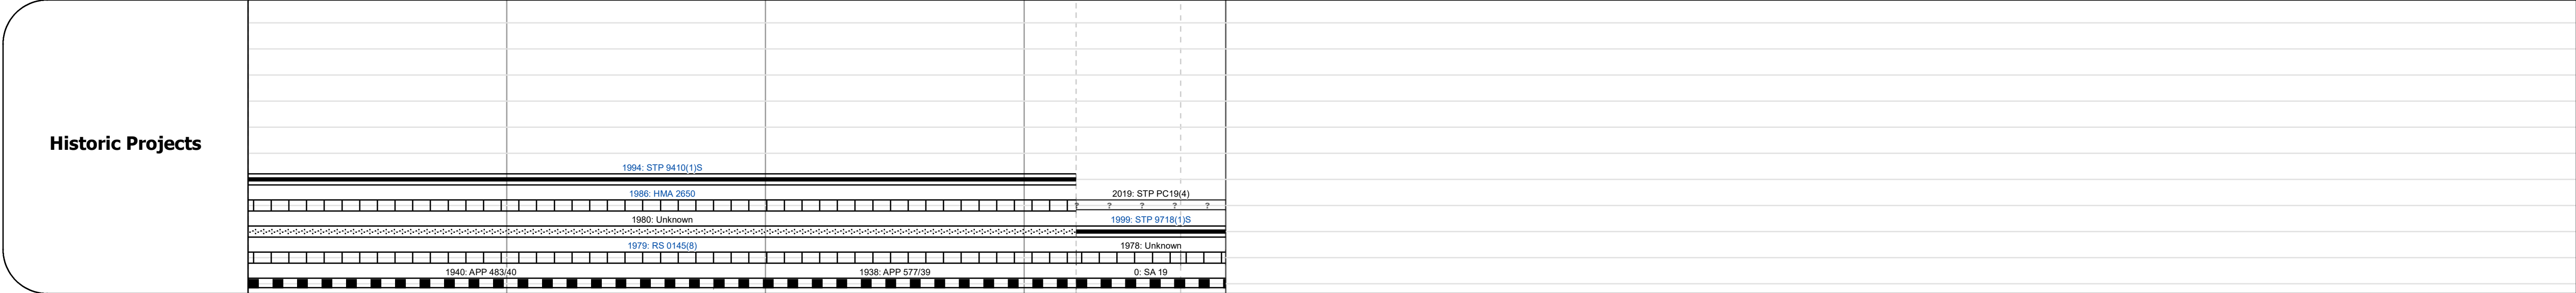 Historic Projects
1994: STP 9410(1)S
1986: HMA 2650
2019: STP PC19(4)
? ? ? ? ?
1980: Unknown
1999: STP 9718(1)S
1979: RS 0145(8)
1978: Unknown
1940: APP 483/40
1938: APP 577/39
0: SA 19